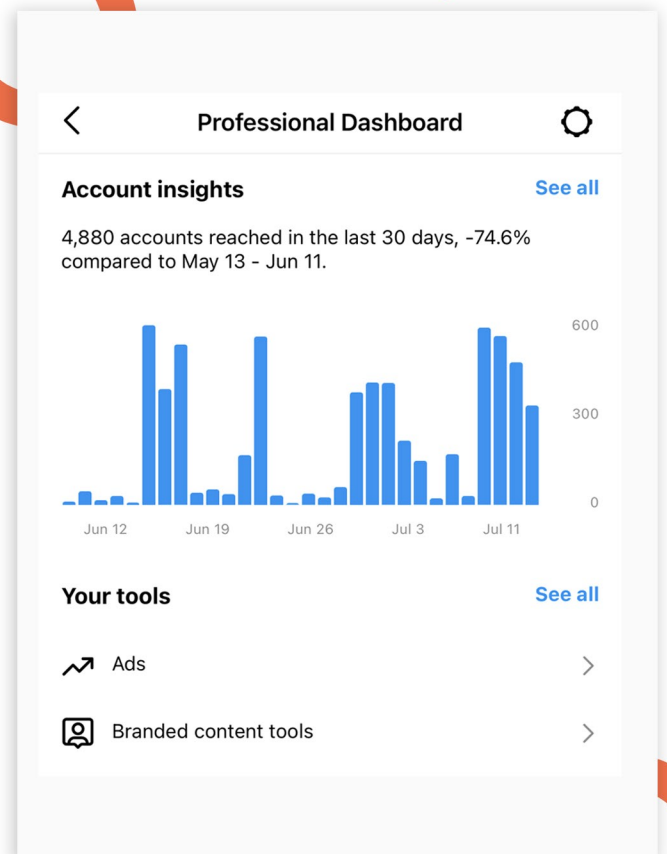 Professional Dashboard
Account insights
See all
4,880 accounts reached in the last 30 days, -74.6%
compared to May 13 - Jun 11.
600
300
0
Jun 12
Jun 19
Jun 26
Jul 3
Jul 11
Your tools
See all
Ads
Branded content tools